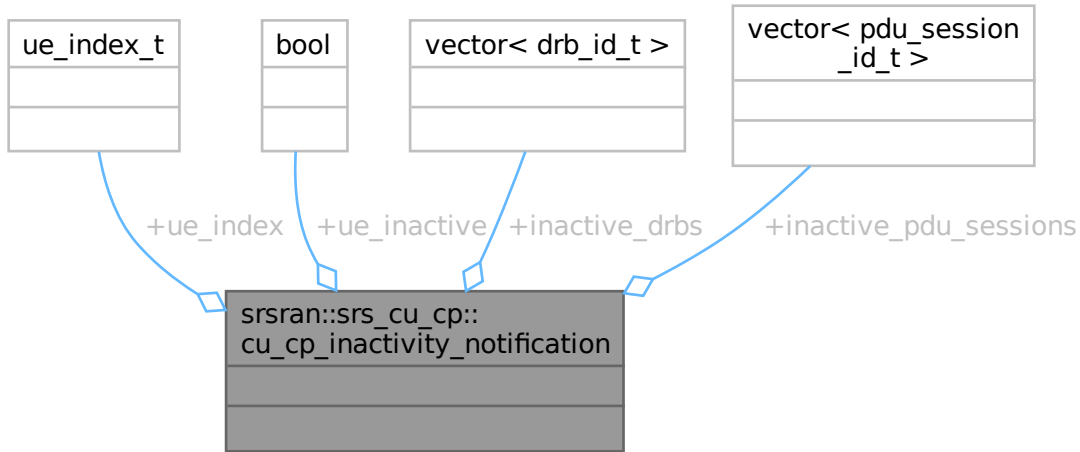 ue_index_t
bool
vector< drb_id_t >
vector< pdu_session
_id_t >
+ue_index
+ue_inactive
+inactive_drbs
+inactive_pdu_sessions
srsran::srs_cu_cp::
cu_cp_inactivity_notification